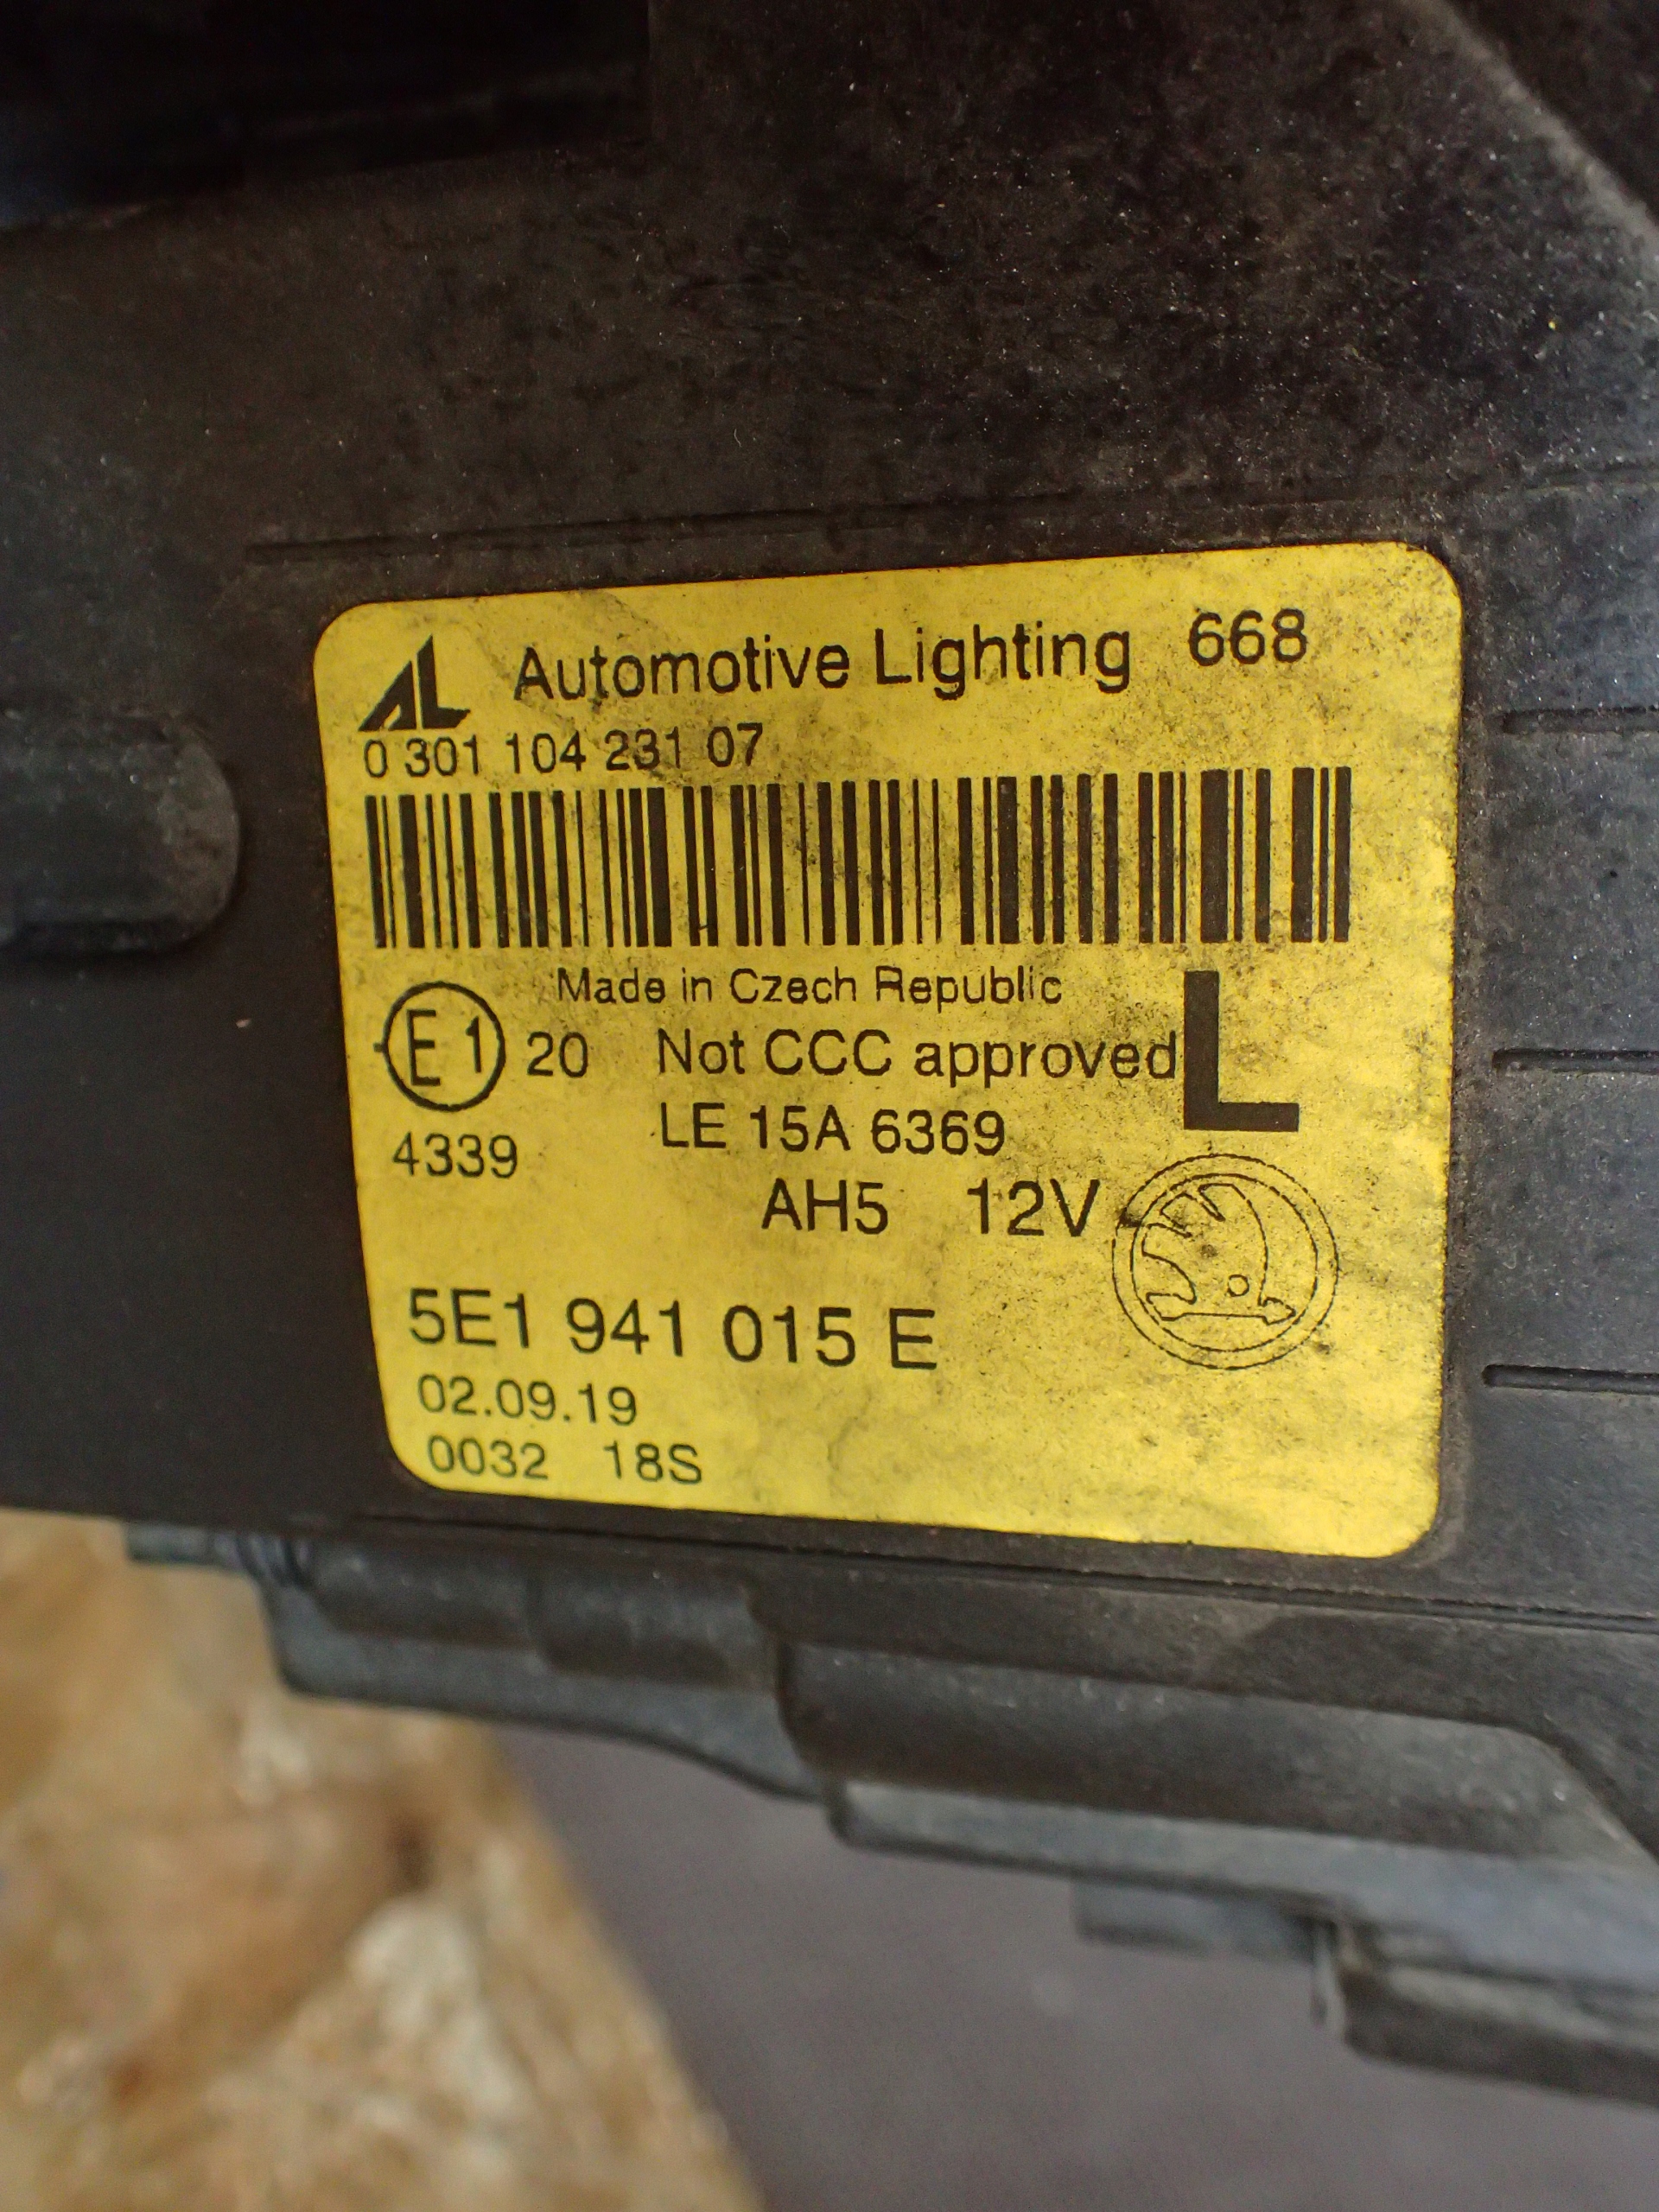 AL Automotive Lighting 668
0 301 104 231 07
Made in Czech Republic
E1 20 Not CCC approved L
LE 15A 6369
4339
AH5 12V
5E1 941 015 E
02.09.19
0032 18S